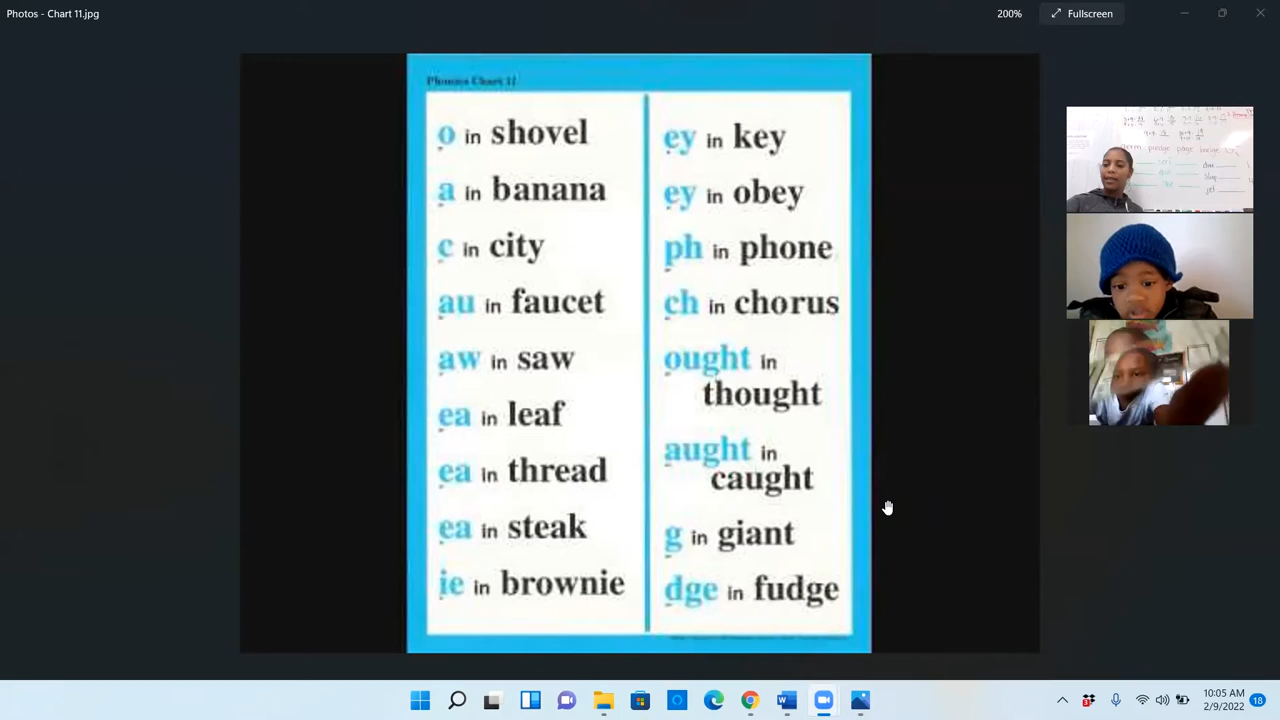 Photos - Chart 11.jpg
200%
Fullscreen
Phonics Chart 11
o in shovel
a in banana
c in city
au in faucet
aw in saw
ea in leaf
ea in thread
ea in steak
ie in brownie
ey in key
ey in obey
ph in phone
ch in chorus
ought in
thought
aught in
caught
g in giant
dge in fudge
10:05 AM
2/9/2022
18